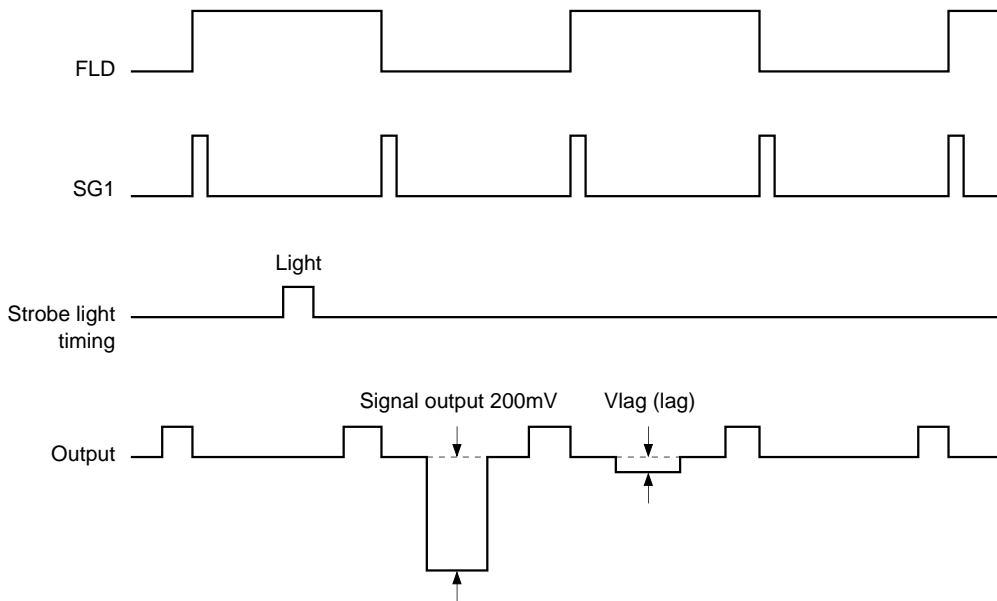 FLD
SG1
Light
Strobe light
timing
Signal output 200mV
Vlag (lag)
Output